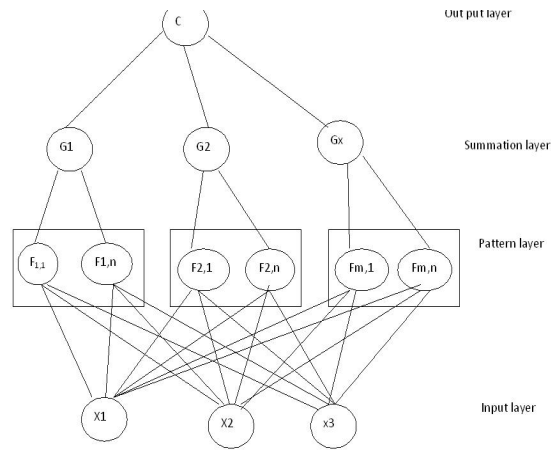 C Out put layer
G1 G2 Gx Summation layer
F1,1 F1,n F2,1 F2,n Fm,1 Fm,n Pattern layer
X1 X2 x3 Input layer